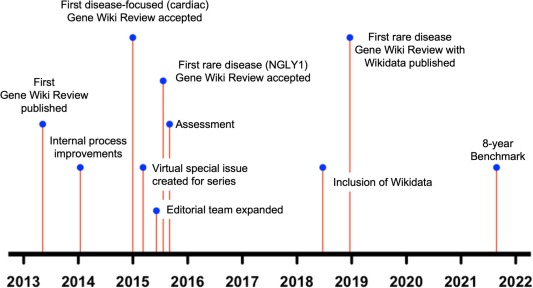 First disease-focused (cardiac)
Gene Wiki Review accepted
First rare disease
Gene Wiki Review with
Wikidata published
First rare disease (NGLY1)
Gene Wiki Review accepted
First
Gene Wiki Review
published
Assessment
Internal process
improvements
8-year
Benchmark
Virtual special issue
created for series
Inclusion of Wikidata
Editorial team expanded
2013 2014 2015 2016 2017 2018 2019 2020 2021 2022